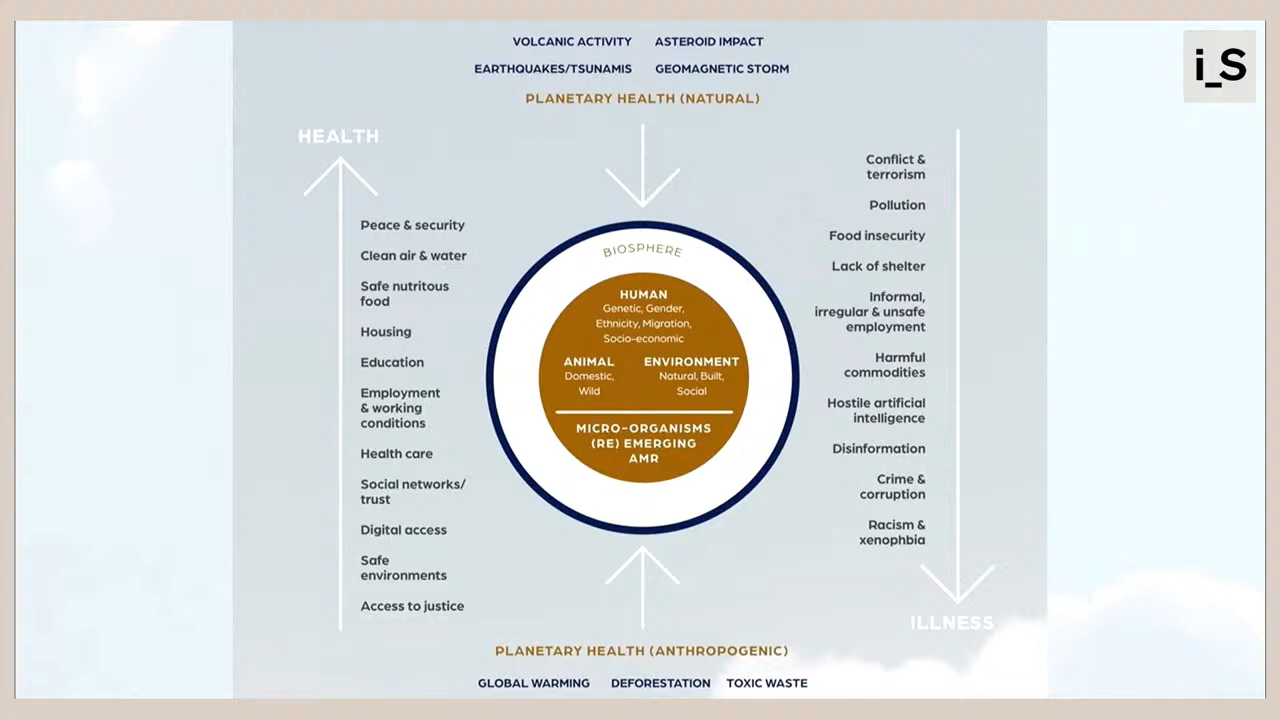 VOLCANIC ACTIVITY ASTEROID IMPACT
EARTHQUAKES/TSUNAMIS GEOMAGNETIC STORM
PLANETARY HEALTH (NATURAL)
i_S
HEALTH
Peace & security
Clean air & water
Safe nutritous
food
Housing
Education
Employment
& working
conditions
Health care
Social networks/
trust
Digital access
Safe
environments
Access to justice
BIOSPHERE
HUMAN
Genetic, Gender,
Ethnicity, Migration,
Socio-economic
ANIMAL
Domestic,
Wild
ENVIRONMENT
Natural, Built,
Social
MICRO-ORGANISMS
(RE) EMERGING
AMR
Conflict &
terrorism
Pollution
Food insecurity
Lack of shelter
Informal,
irregular & unsafe
employment
Harmful
commodities
Hostile artificial
intelligence
Disinformation
Crime &
corruption
Racism &
xenophbia
ILLNESS
PLANETARY HEALTH (ANTHROPOGENIC)
GLOBAL WARMING DEFORESTATION TOXIC WASTE